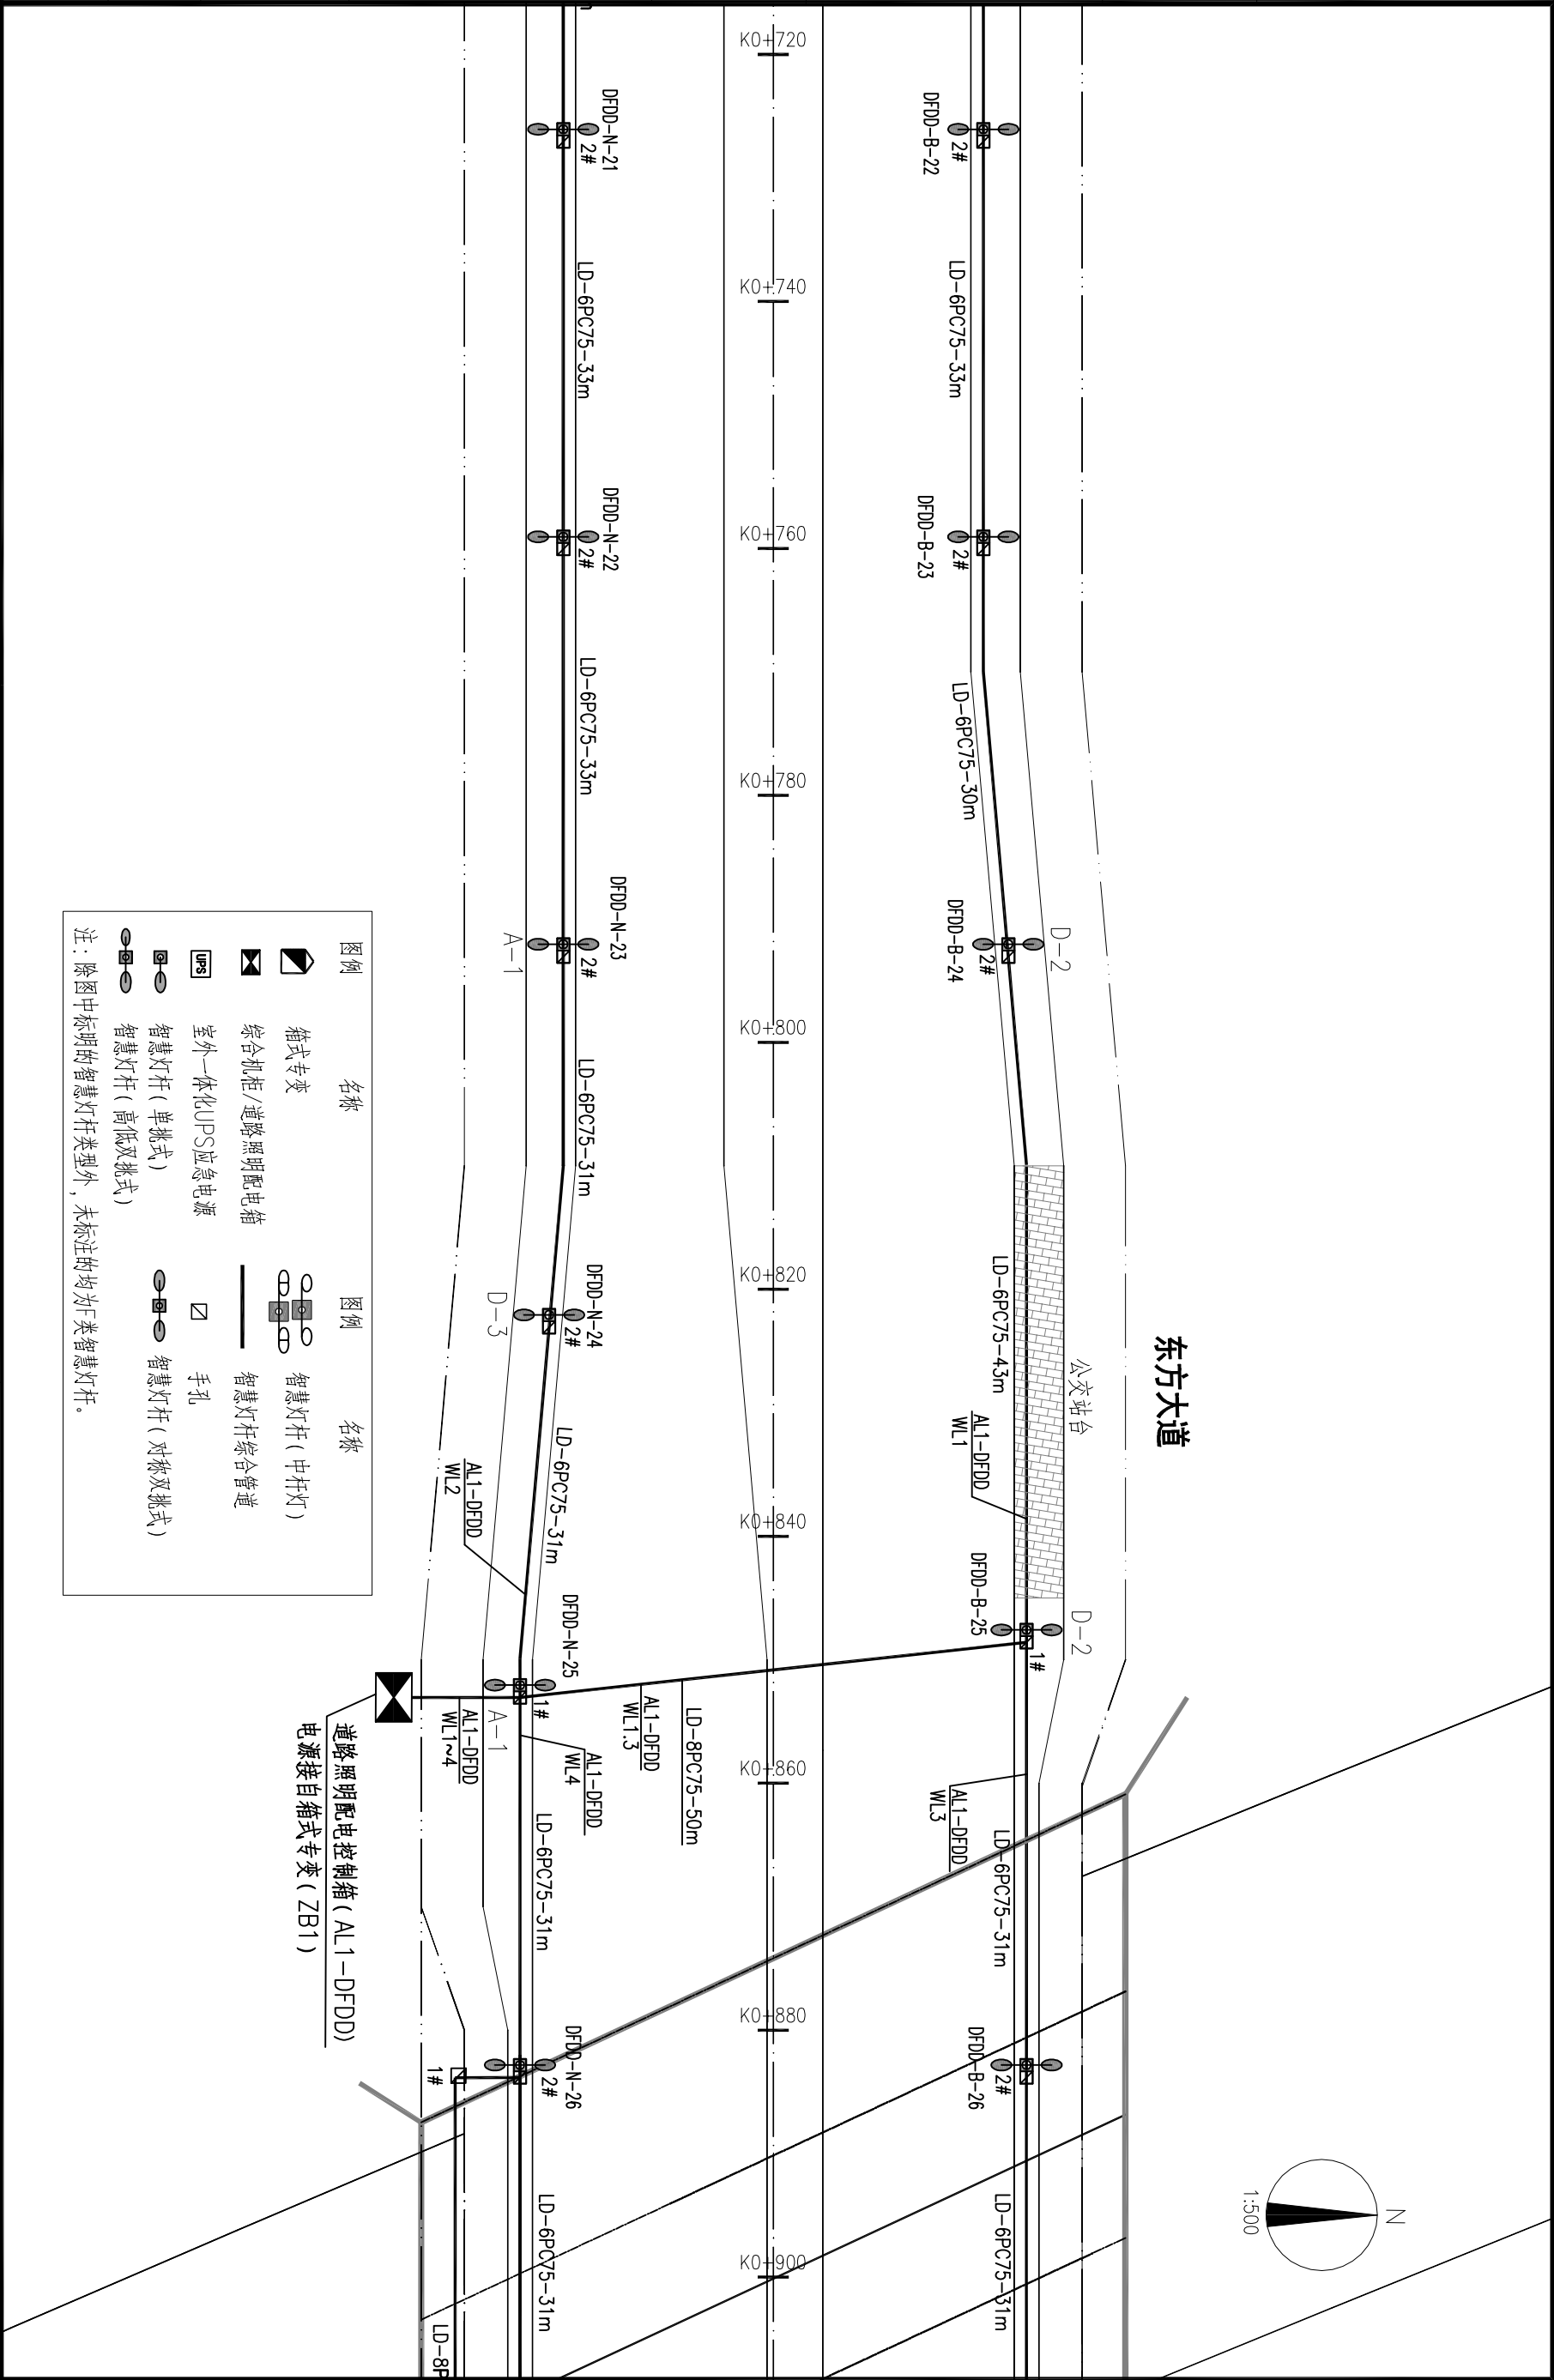 东方大道
N
1:500
DFDD-B-22
2#
LD-6PC75-33m
DFDD-B-23
2#
LD-6PC75-30m
D-2
DFDD-B-24
2#
公交站台
LD-6PC75-43m
AL1-DFDD
WL1
D-2
DFDD-B-25
1#
AL1-DFDD
WL3
LD-6PC75-31m
DFDD-B-26
2#
LD-6PC75-31m
K0+720
K0+740
K0+760
K0+780
K0+800
K0+820
K0+840
K0+860
K0+880
K0+900
LD-8PC75-50m
AL1-DFDD
WL1.3
DFDD-N-21
2#
LD-6PC75-33m
DFDD-N-22
2#
LD-6PC75-33m
DFDD-N-23
2#
A-1
LD-6PC75-31m
DFDD-N-24
2#
D-3
LD-6PC75-31m
AL1-DFDD
WL2
DFDD-N-25
1#
A-1
AL1-DFDD
WL4
AL1-DFDD
WL1~4
LD-6PC75-31m
DFDD-N-26
2#
1#
LD-6PC75-31m
LD-8P
道路照明配电控制箱(AL1-DFDD)
电源接自箱式专变(ZB1)
图例 名称 图例 名称
箱式专变 智慧灯杆(中杆灯)
综合机柜/道路照明配电箱 智慧灯杆综合管道
UPS 室外一体化UPS应急电源 手孔
智慧灯杆(单挑式) 智慧灯杆(对称双挑式)
智慧灯杆(高低双挑式)
注:除图中标明的智慧灯杆类型外,未标注的均为F类智慧灯杆。